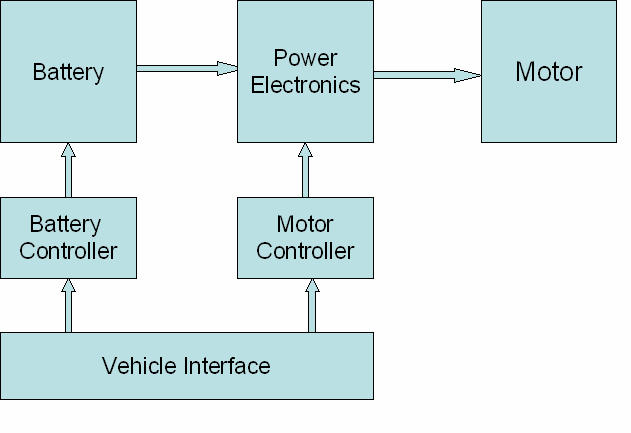 Battery
Power
Electronics
Motor
Battery
Controller
Motor
Controller
Vehicle Interface